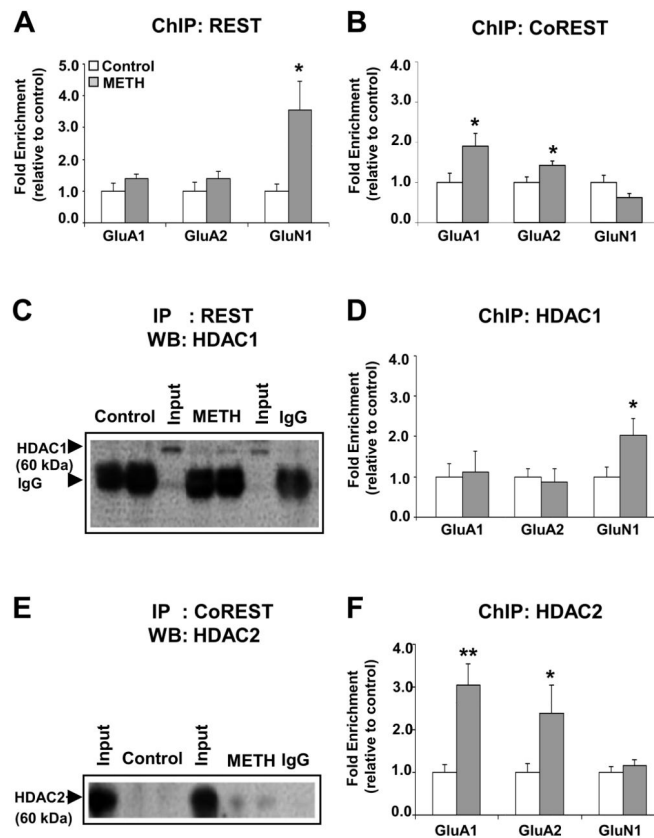 A
ChIP: REST
Fold Enrichment
(relative to control)
5.0
4.0
3.0
2.0
1.0
0.0
Control
METH
*
GluA1 GluA2 GluN1
B
ChIP: CoREST
Fold Enrichment
(relative to control)
4.0
3.0
2.0
1.0
0.0
* *
GluA1 GluA2 GluN1
C
IP : REST
WB: HDAC1
Control Input METH Input IgG
HDAC1
(60 kDa)
IgG
D
ChIP: HDAC1
Fold Enrichment
(relative to control)
4.0
3.0
2.0
1.0
0.0
*
GluA1 GluA2 GluN1
E
IP : CoREST
WB: HDAC2
Input Control Input METH IgG
HDAC2
(60 kDa)
F
ChIP: HDAC2
Fold Enrichment
(relative to control)
4.0
3.0
2.0
1.0
0.0
** *
GluA1 GluA2 GluN1